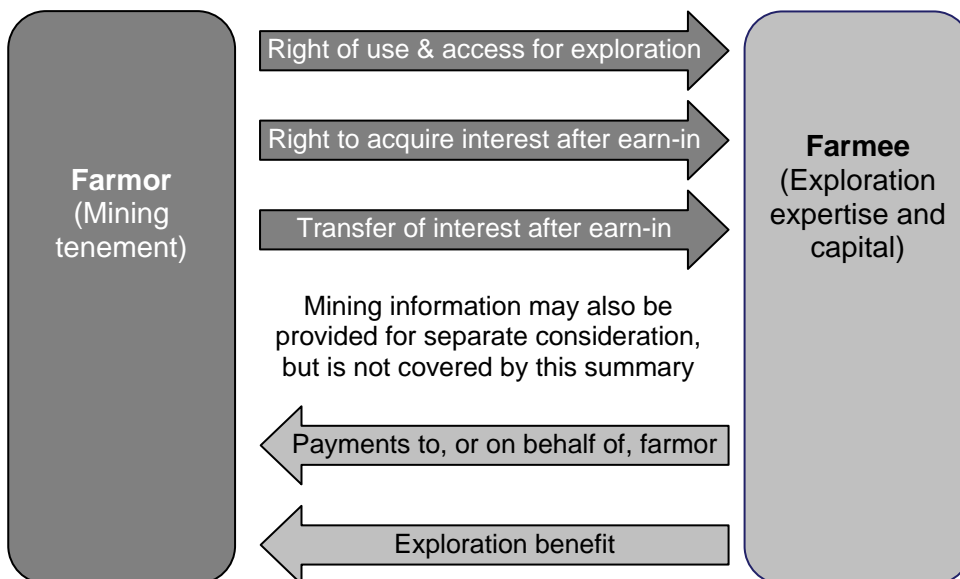 Right of use & access for exploration
Right to acquire interest after earn-in
Farmor
(Mining
tenement)
Farmee
(Exploration
expertise and
capital)
Transfer of interest after earn-in
Mining information may also be
provided for separate consideration,
but is not covered by this summary
Payments to, or on behalf of, farmor
Exploration benefit